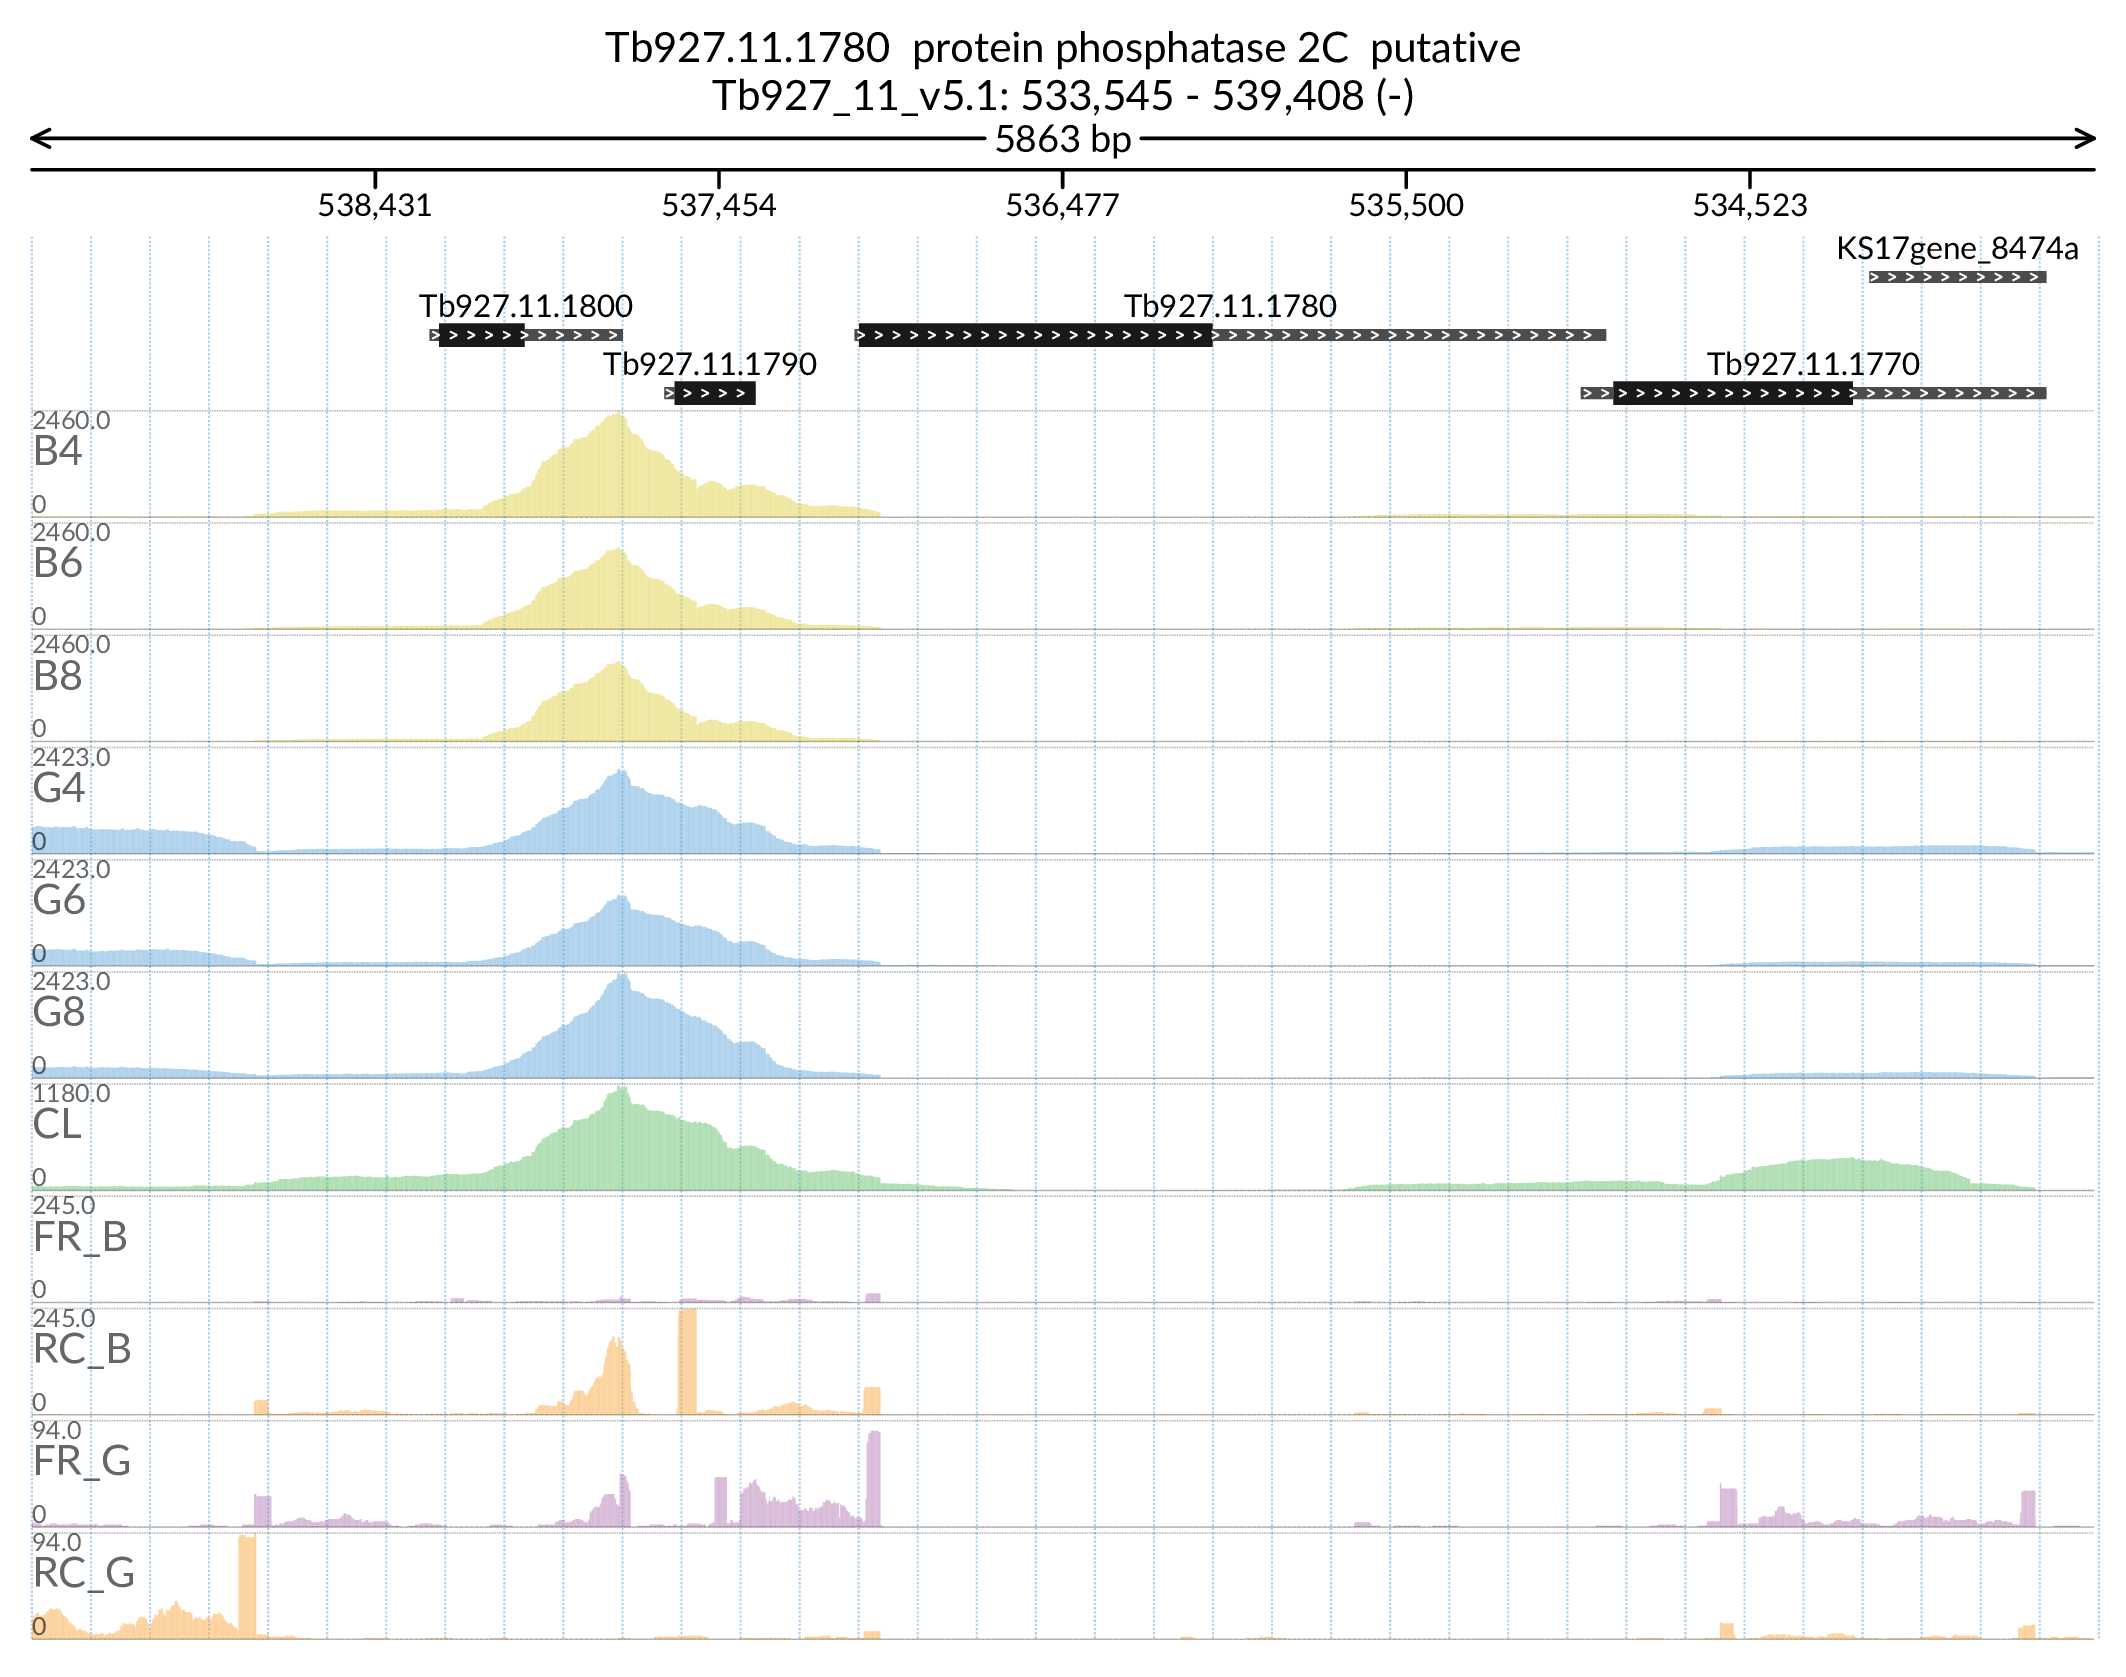 Tb927.11.1780  protein phosphatase 2C  putative
Tb927_11_v5.1: 533,545 - 539,408 (-)
5863 bp
538,431 537,454 536,477 535,500 534,523
KS17gene_8474a
Tb927.11.1800 Tb927.11.1780
Tb927.11.1790 Tb927.11.1770
2460.0
B4
0
2460.0
B6
0
2460.0
B8
0
2423.0
G4
0
2423.0
G6
0
2423.0
G8
0
1180.0
CL
0
245.0
FR_B
0
245.0
RC_B
0
94.0
FR_G
0
94.0
RC_G
0